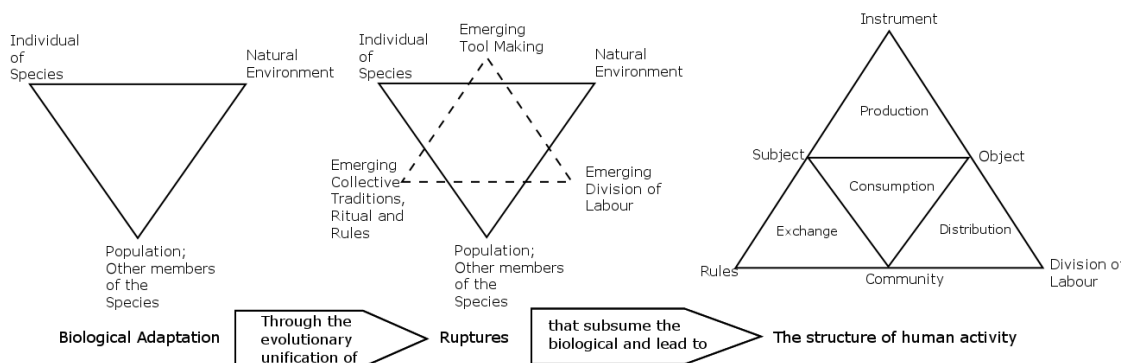 Individual
of
Species
Natural
Environment
Population;
Other members
of the
Species
Individual
of
Species
Emerging
Tool Making
Natural
Environment
Emerging
Collective
Traditions,
Ritual and
Rules
Emerging
Division of
Labour
Population;
Other members
of the
Species
Instrument
Production
Subject
Object
Consumption
Exchange
Distribution
Rules
Community
Division of
Labour
Biological Adaptation
Through the
evolutionary
unification of
Ruptures
that subsume the
biological and lead to
The structure of human activity